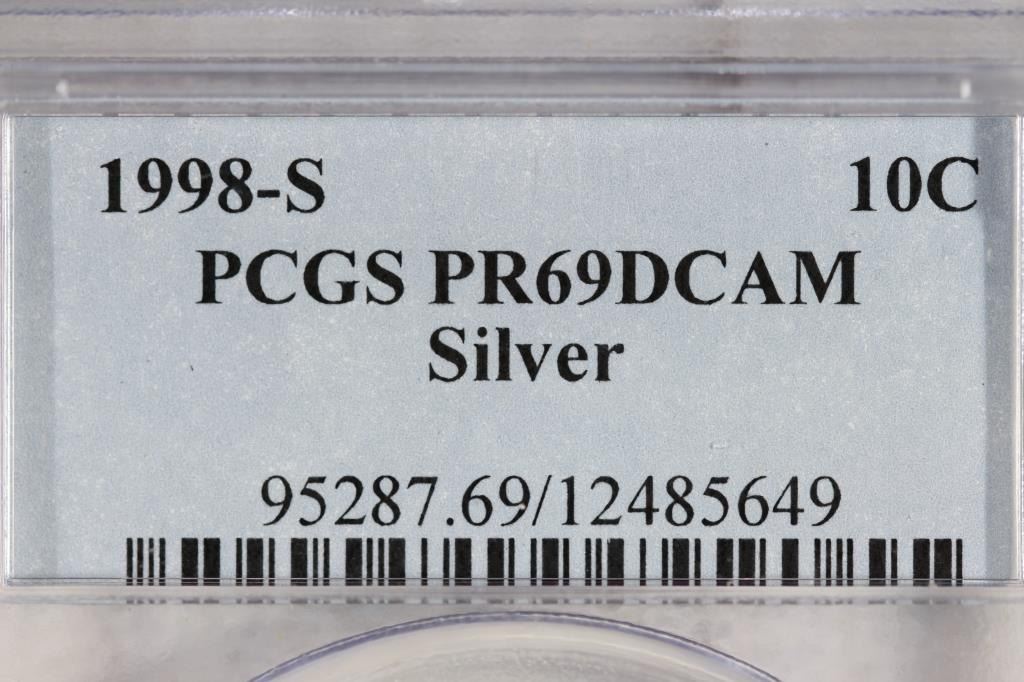 1998-S 10C
PCGS PR69DCAM
Silver
95287.69/12485649